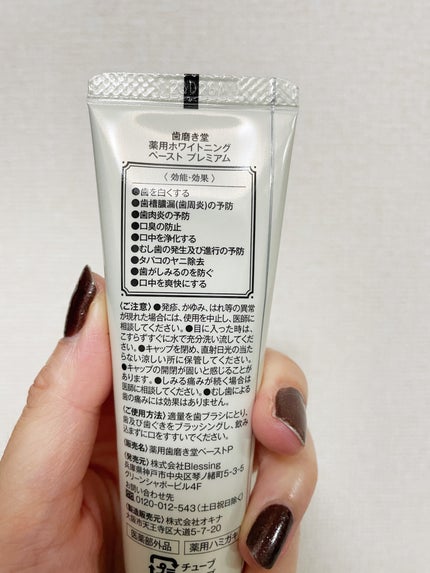 歯磨き堂
薬用ホワイトニング
ペースト プレミアム
〈 効能・効果 〉
●歯を白くする
●歯槽膿漏(歯周炎)の予防
●歯肉炎の予防
●口臭の防止
●口中を浄化する
●むし歯の発生及び進行の予防
●タバコのヤニ除去
●歯がしみるのを防ぐ
●口中を爽快にする
〈ご注意〉●発疹、かゆみ、はれ等の異常
が現れた場合には、使用を中止し、医師に
相談してください。●目に入った時は、
こすらずすぐに水で充分洗い流してくだ
さい。●キャップを閉め、直射日光の当た
らない涼しい所に保管してください。
●キャップの開閉が固いと感じることが
あります。●しみる痛みが続く場合は
医師に相談してください。●むし歯による
歯の痛みには効果はありません。
〈ご使用方法〉適量を歯ブラシにとり、
歯及び歯ぐきをブラッシングし、飲み
込まずに口をすすいでください。
〈販売名〉薬用歯磨き堂ペーストP
〈発売元〉株式会社Blessing
兵庫県神戸市中央区琴ノ緒町5-3-5
グリーンシャポービル4F
お問い合わせ先
0120-012-543（土日祝日除く）
〈製造販売元〉株式会社オキナ
大阪市天王寺区大道5-7-20
医薬部外品 薬用ハミガキ
チューブ